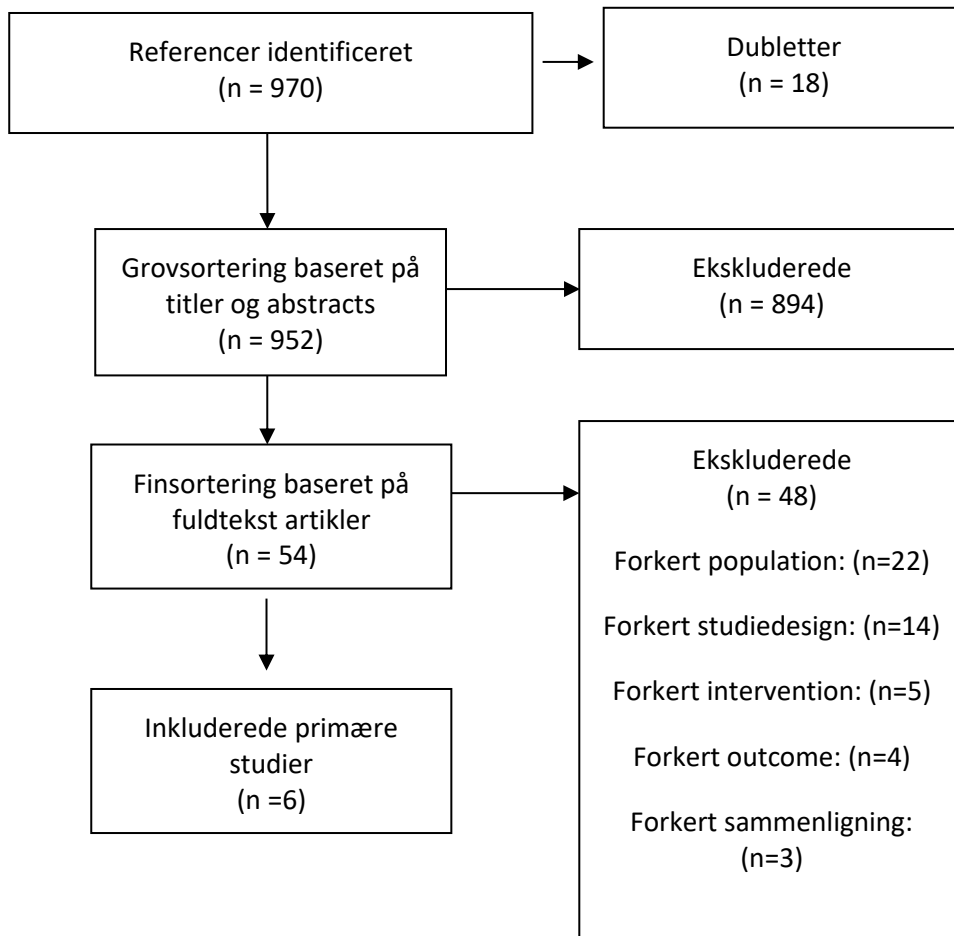 Referencer identificeret
(n = 970)
Dubletter
(n = 18)
Grovsortering baseret på
titler og abstracts
(n = 952)
Ekskluderede
(n = 894)
Finsortering baseret på
fuldtekst artikler
(n = 54)
Ekskluderede
(n = 48)
Forkert population: (n=22)
Forkert studiedesign: (n=14)
Forkert intervention: (n=5)
Forkert outcome: (n=4)
Forkert sammenligning:
(n=3)
Inkluderede primære
studier
(n =6)